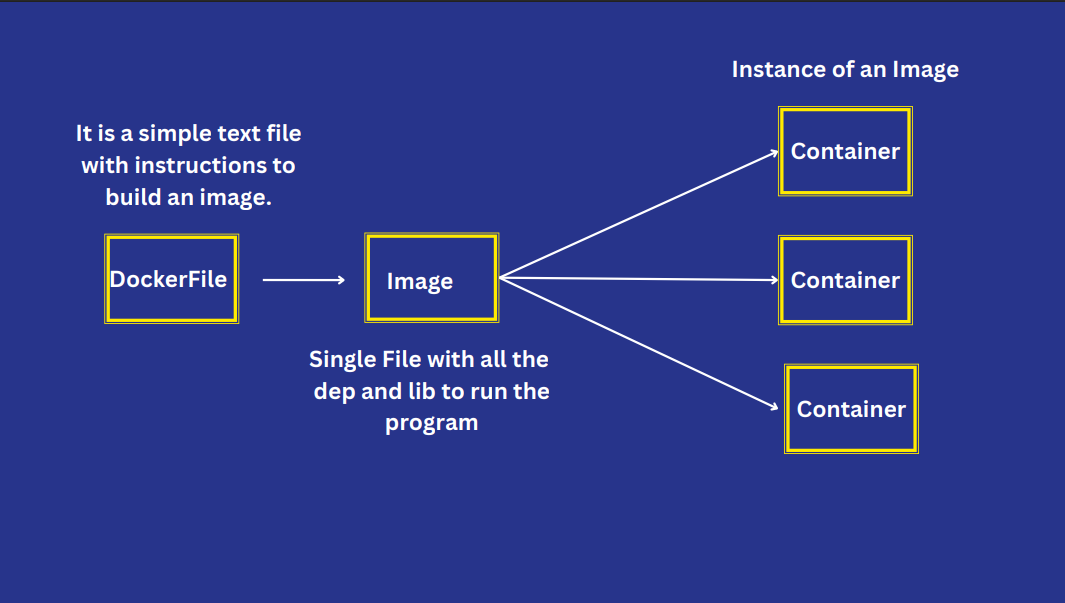 It is a simple text file
with instructions to
build an image.
DockerFile
Image
Single File with all the
dep and lib to run the
program
Instance of an Image
Container
Container
Container